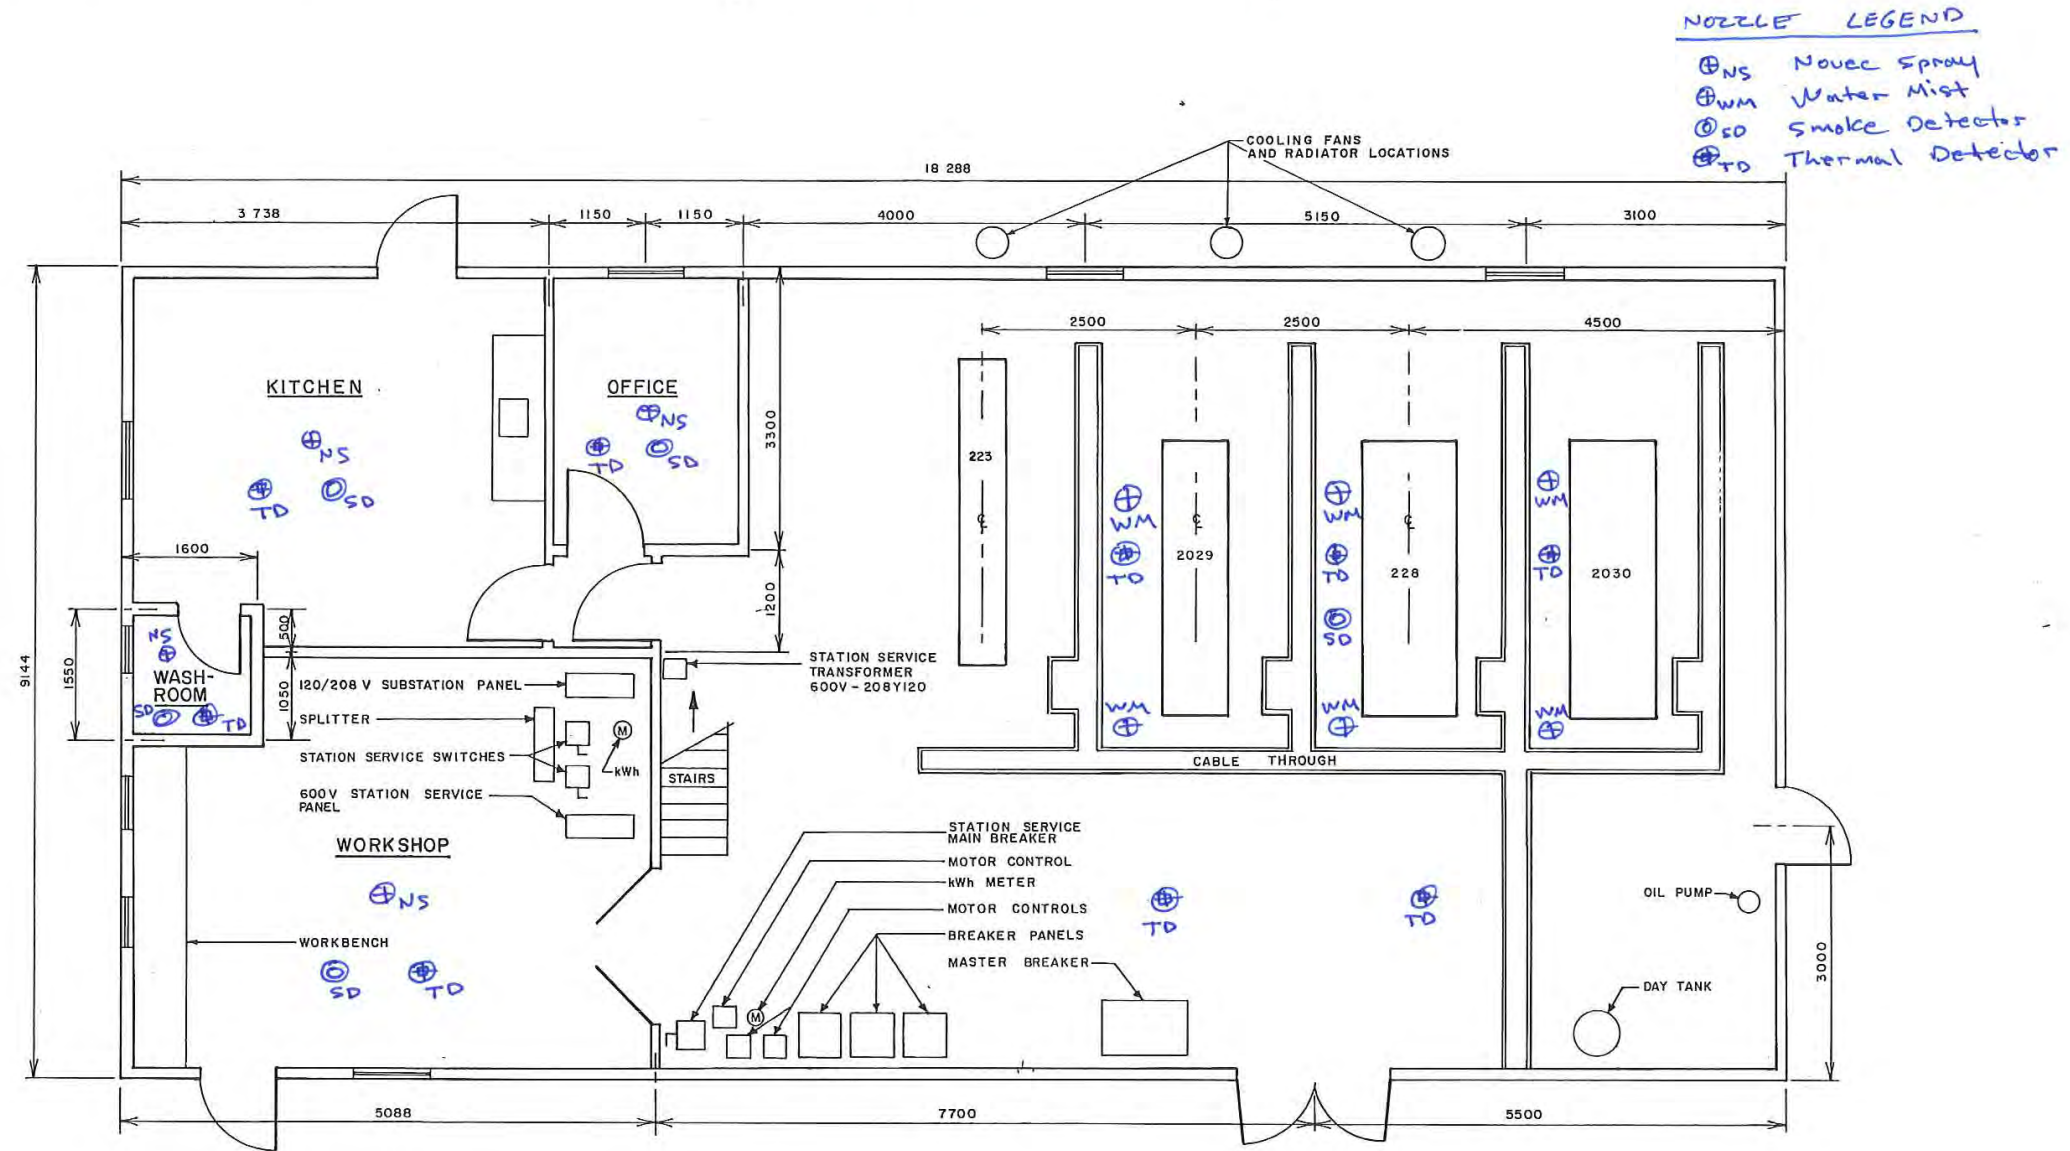 NOZZLE LEGEND
NS Novec Spray
WM Water Mist
SD Smoke Detector
TD Thermal Detector
COOLING FANS
AND RADIATOR LOCATIONS
18 288
3 738
1150
1150
4000
5150
3100
2500
2500
4500
KITCHEN
OFFICE
NS
TD
SD
NS
TD
SD
3300
223
℄
WM
TD
2029
℄
WM
WM
TD
SD
228
℄
WM
WM
TD
2030
WM
1600
1200
9144
1550
500
1050
NS
WASH-
ROOM
SD
TD
120/208 V SUBSTATION PANEL
SPLITTER
STATION SERVICE SWITCHES
M
kWh
600V STATION SERVICE
PANEL
STATION SERVICE
TRANSFORMER
600V-208Y120
STAIRS
CABLE THROUGH
WORKSHOP
NS
WORKBENCH
SD
TD
STATION SERVICE
MAIN BREAKER
MOTOR CONTROL
kWh METER
MOTOR CONTROLS
BREAKER PANELS
MASTER BREAKER
M
TD
TD
OIL PUMP
DAY TANK
3000
5088
7700
5500